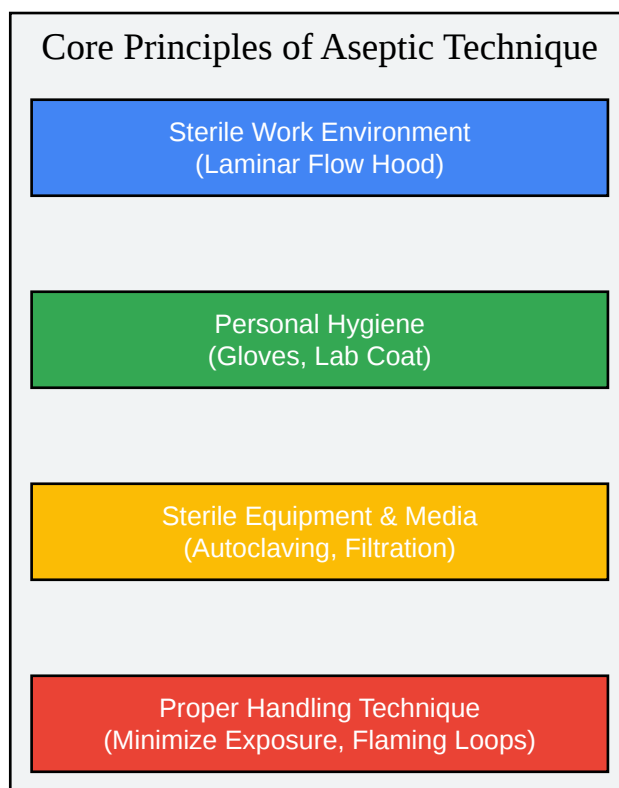 Core Principles of Aseptic Technique
Sterile Work Environment
(Laminar Flow Hood)
Personal Hygiene
(Gloves, Lab Coat)
Sterile Equipment & Media
(Autoclaving, Filtration)
Proper Handling Technique
(Minimize Exposure, Flaming Loops)